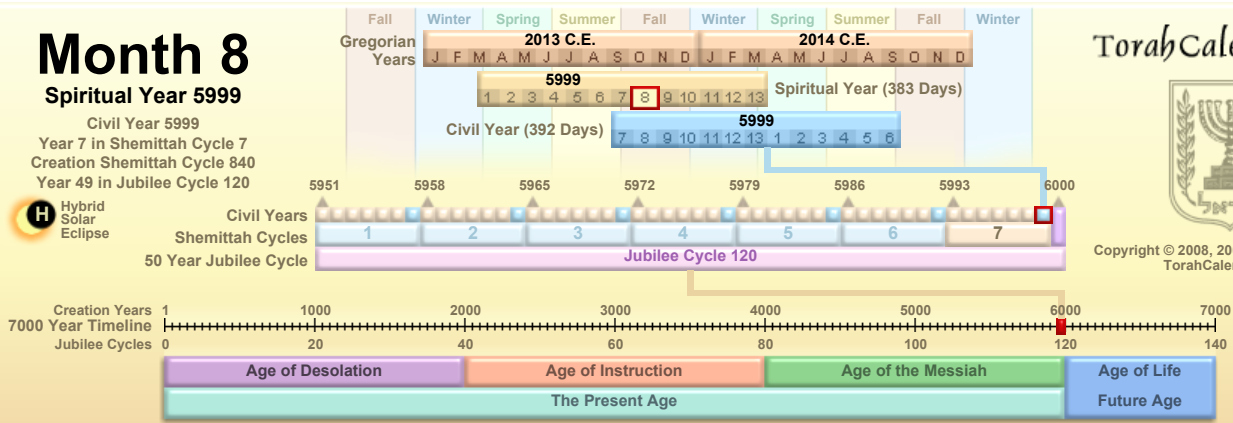 Fall Winter Spring Summer Fall Winter Spring Summer Fall Winter
Month 8
Spiritual Year 5999
Civil Year 5999
Year 7 in Shemittah Cycle 7
Creation Shemittah Cycle 840
Year 49 in Jubilee Cycle 120
H
Hybrid
Solar
Eclipse
Gregorian
Years
2013 C.E. 2014 C.E.
J F M A M J J A S O N D J F M A M J J A S O N D
5999
1 2 3 4 5 6 7 8 9 10 11 12 13
Spiritual Year (383 Days)
Civil Year (392 Days)
5999
7 8 9 10 11 12 13 1 2 3 4 5 6
5951 5958 5965 5972 5979 5986 5993 6000
Civil Years
Shemittah Cycles 1 2 3 4 5 6 7
50 Year Jubilee Cycle Jubilee Cycle 120
TorahCale
Copyright © 2008, 20
TorahCale
Creation Years 1 1000 2000 3000 4000 5000 6000 7000
7000 Year Timeline
Jubilee Cycles 0 20 40 60 80 100 120 140
Age of Desolation Age of Instruction Age of the Messiah Age of Life
The Present Age Future Age